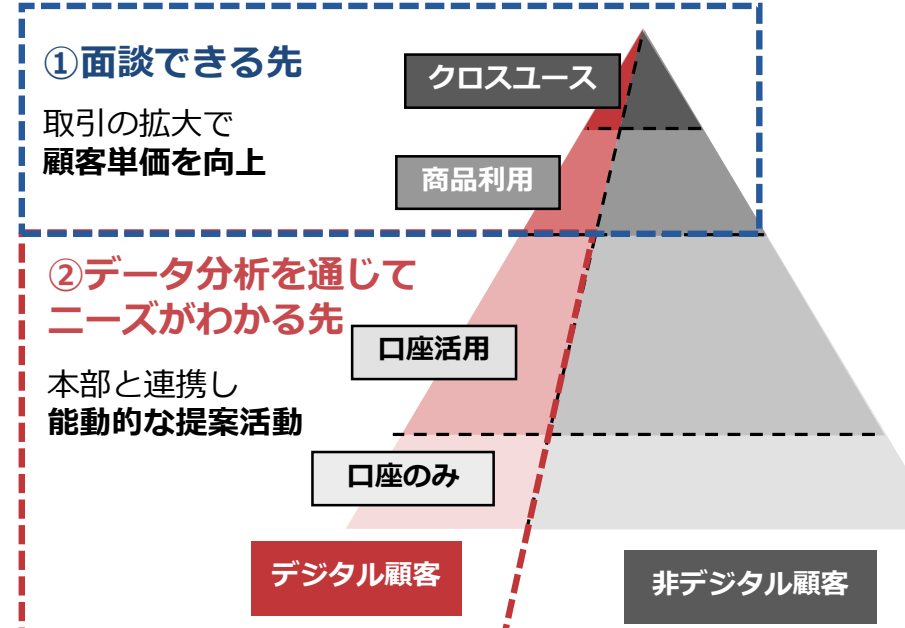 ①面談できる先
取引の拡大で
顧客単価を向上
クロスユース
商品利用
②データ分析を通じて
ニーズがわかる先
本部と連携し
能動的な提案活動
口座活用
口座のみ
デジタル顧客
非デジタル顧客